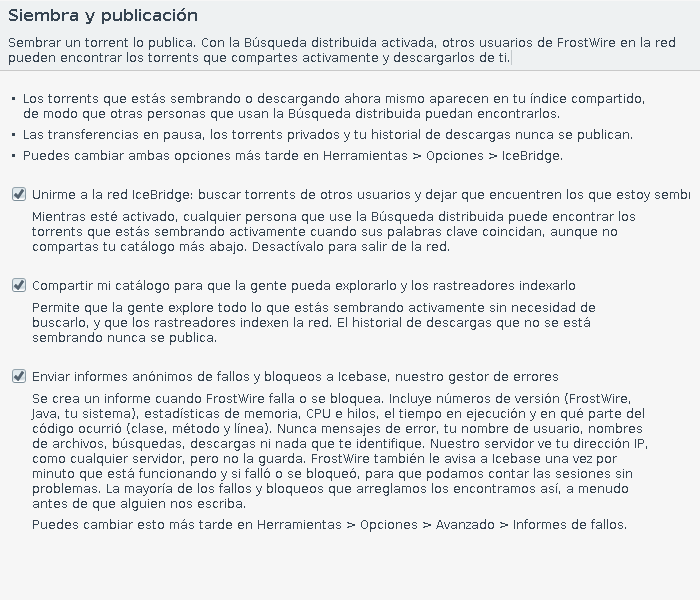 Siembra y publicación
Sembrar un torrent lo publica. Con la Búsqueda distribuida activada, otros usuarios de FrostWire en la red
pueden encontrar los torrents que compartes activamente y descargarlos de ti.
• Los torrents que estás sembrando o descargando ahora mismo aparecen en tu índice compartido,
de modo que otras personas que usan la Búsqueda distribuida puedan encontrarlos.
• Las transferencias en pausa, los torrents privados y tu historial de descargas nunca se publican.
• Puedes cambiar ambas opciones más tarde en Herramientas > Opciones > IceBridge.
Unirme a la red IceBridge: buscar torrents de otros usuarios y dejar que encuentren los que estoy
Mientras esté activado, cualquier persona que use la Búsqueda distribuida puede encontrar los
torrents que estás sembrando activamente cuando sus palabras clave coincidan, aunque no
compartas tu catálogo más abajo. Desactívalo para salir de la red.
Compartir mi catálogo para que la gente pueda explorarlo y los rastreadores indexarlo
Permite que la gente explore todo lo que estás sembrando activamente sin necesidad de
buscarlo, y que los rastreadores indexen la red. El historial de descargas que no se está
sembrando nunca se publica.
Enviar informes anónimos de fallos y bloqueos a Icebase, nuestro gestor de errores
Se crea un informe cuando FrostWire falla o se bloquea. Incluye números de versión (FrostWire,
Java, tu sistema), estadísticas de memoria, CPU e hilos, el tiempo en ejecución y en qué parte del
código ocurrió (clase, método y línea). Nunca mensajes de error, tu nombre de usuario, nombres
de archivos, búsquedas, descargas ni nada que te identifique. Nuestro servidor ve tu dirección IP,
como cualquier servidor, pero no la guarda. FrostWire también le avisa a Icebase una vez por
minuto que está funcionando y si falló o se bloqueó, para que podamos contar las sesiones sin
problemas. La mayoría de los fallos y bloqueos que arreglamos los encontramos así, a menudo
antes de que alguien nos escriba.
Puedes cambiar esto más tarde en Herramientas > Opciones > Avanzado > Informes de fallos.